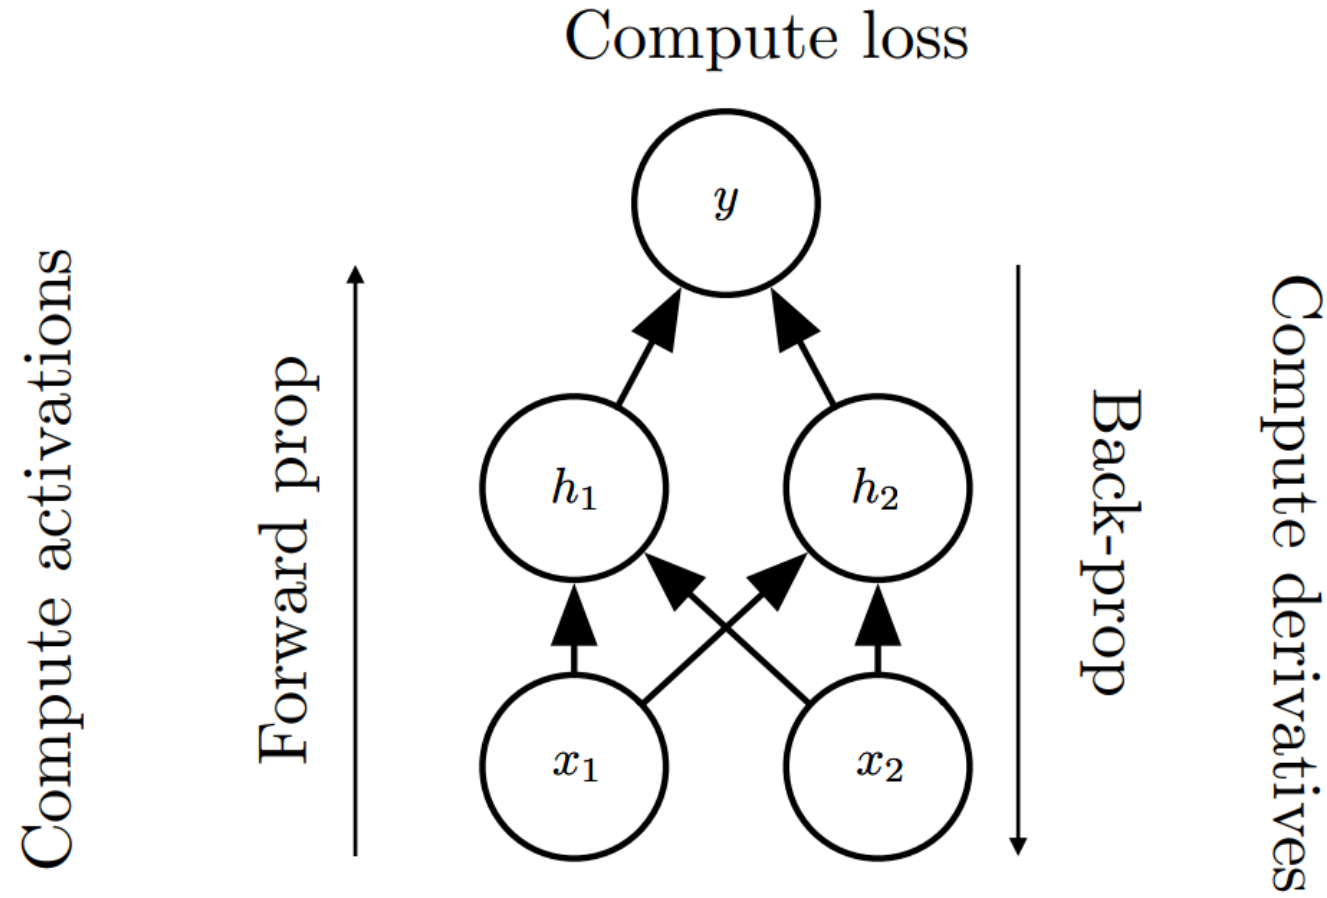 Compute loss
y
Compute activations
Forward prop
h₁
h₂
Back-prop
Compute derivatives
x₁
x₂